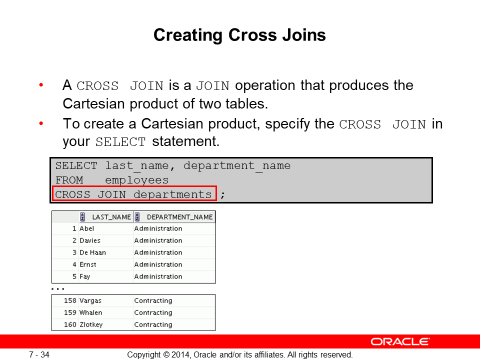 Creating Cross Joins
• A CROSS JOIN is a JOIN operation that produces the
Cartesian product of two tables.
• To create a Cartesian product, specify the CROSS JOIN in
your SELECT statement.
SELECT last_name, department_name
FROM employees
CROSS JOIN departments ;
LAST_NAME DEPARTMENT_NAME
1 Abel Administration
2 Davies Administration
3 De Haan Administration
4 Ernst Administration
5 Fay Administration
...
158 Vargas Contracting
159 Whalen Contracting
160 Zlotkey Contracting
ORACLE
7 - 34 Copyright © 2014, Oracle and/or its affiliates. All rights reserved.